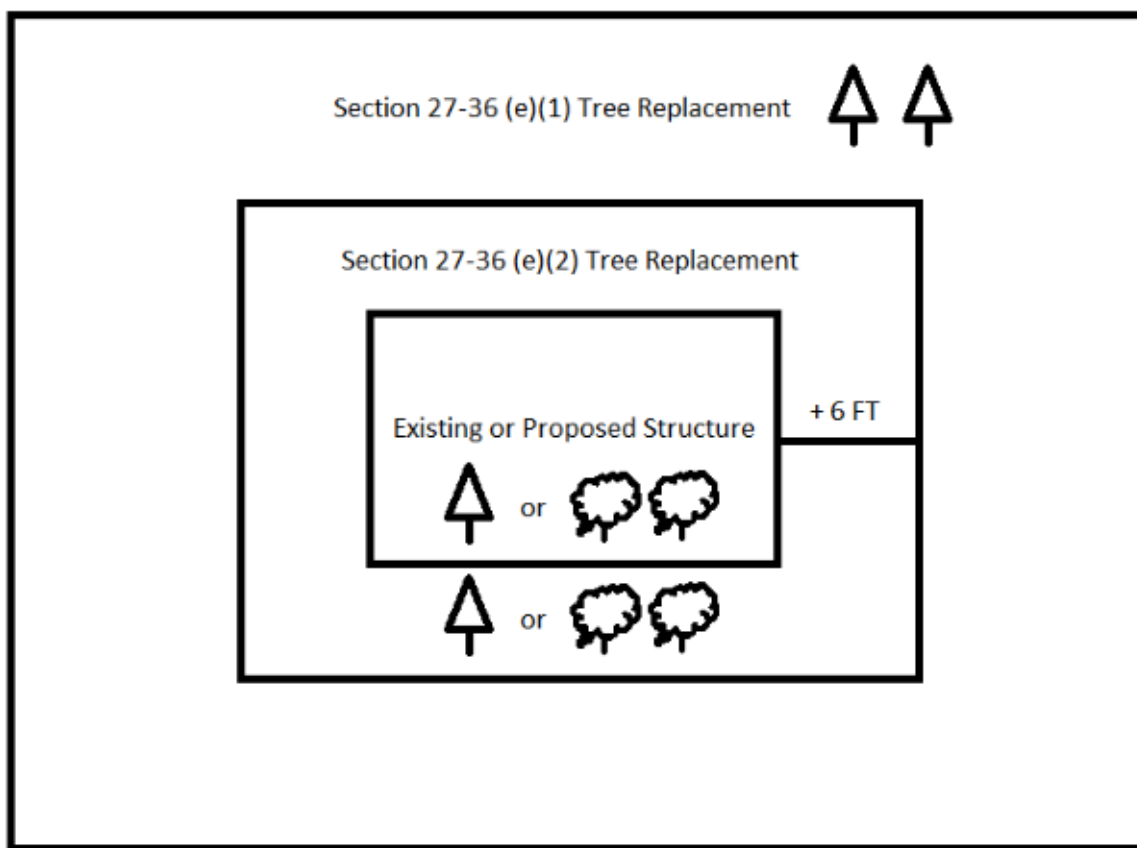 Section 27-36 (e)(1) Tree Replacement
Section 27-36 (e)(2) Tree Replacement
+ 6 FT
Existing or Proposed Structure
or
or